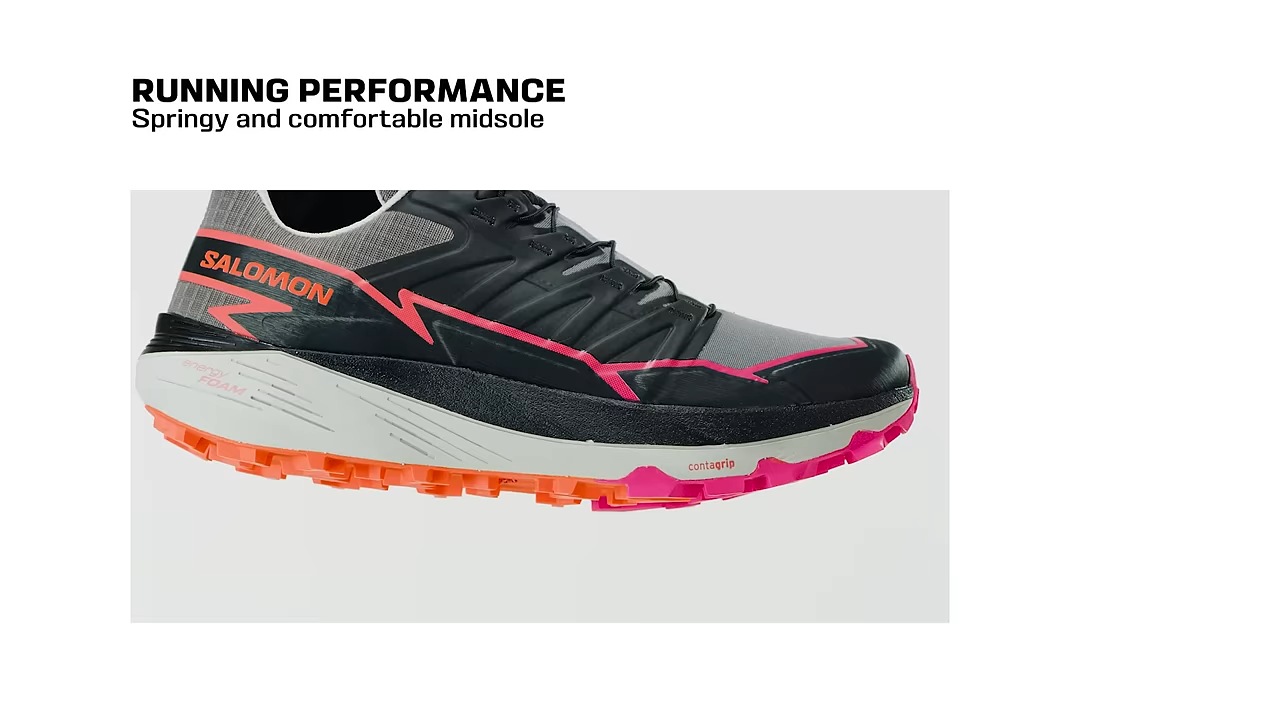 RUNNING PERFORMANCE
Springy and comfortable midsole
SALOMON
energy
FOAM
contagrip